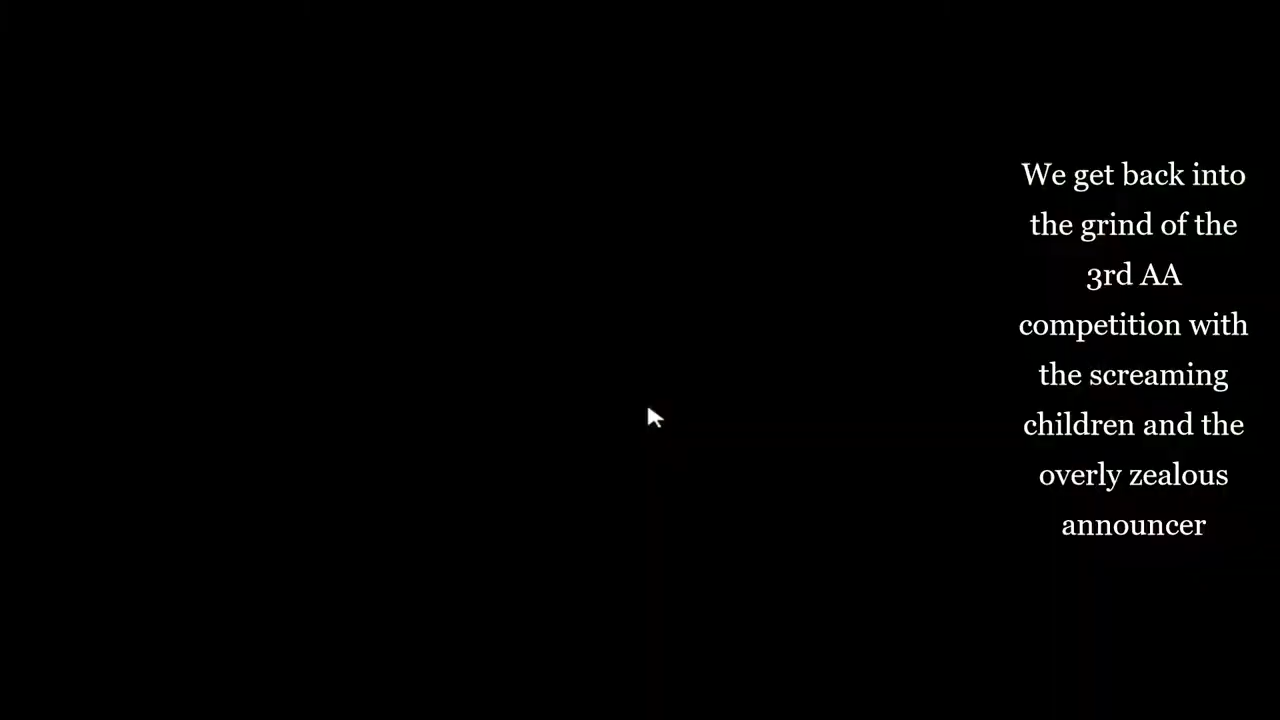 We get back into
the grind of the
3rd AA
competition with
the screaming
children and the
overly zealous
announcer